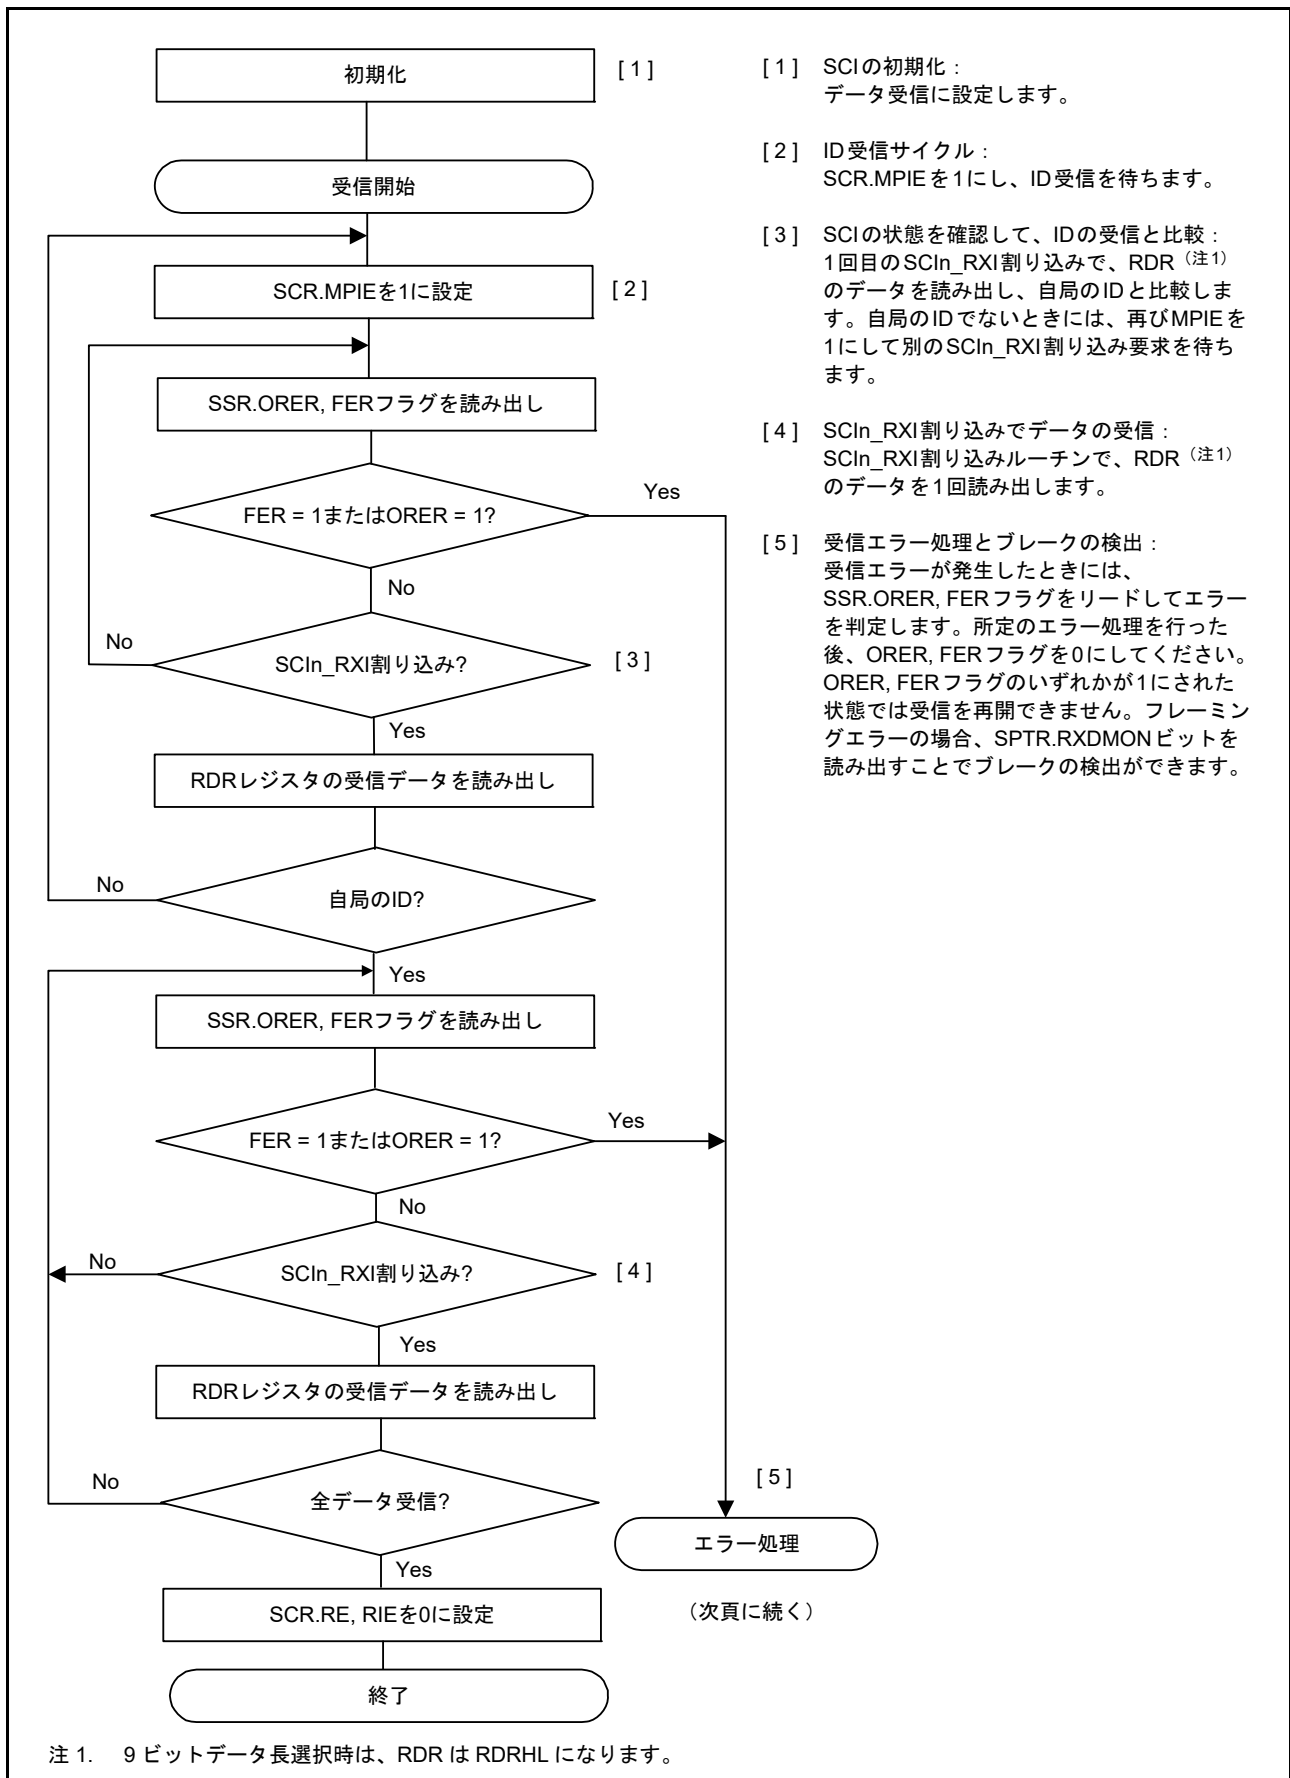 初期化
[ 1 ]
受信開始
SCR.MPIEを1に設定
[ 2 ]
SSR.ORER, FERフラグを読み出し
FER = 1またはORER = 1?
Yes
No
SCIn_RXI割り込み?
No
[ 3 ]
Yes
RDRレジスタの受信データを読み出し
自局のID?
No
Yes
SSR.ORER, FERフラグを読み出し
FER = 1またはORER = 1?
Yes
No
SCIn_RXI割り込み?
No
[ 4 ]
Yes
RDRレジスタの受信データを読み出し
全データ受信?
No
Yes
SCR.RE, RIEを0に設定
終了
[ 5 ]
エラー処理
（次頁に続く）
[ 1 ] SCIの初期化：
データ受信に設定します。
[ 2 ] ID受信サイクル：
SCR.MPIEを1にし、ID受信を待ちます。
[ 3 ] SCIの状態を確認して、IDの受信と比較：
1回目のSCIn_RXI割り込みで、RDR（注1）
のデータを読み出し、自局のIDと比較しま
す。自局のIDでないときには、再びMPIEを
1にして別のSCIn_RXI割り込み要求を待ち
ます。
[ 4 ] SCIn_RXI割り込みでデータの受信：
SCIn_RXI割り込みルーチンで、RDR（注1）
のデータを1回読み出します。
[ 5 ] 受信エラー処理とブレークの検出：
受信エラーが発生したときには、
SSR.ORER, FERフラグをリードしてエラー
を判定します。所定のエラー処理を行った
後、ORER, FERフラグを0にしてください。
ORER, FERフラグのいずれかが1にされた
状態では受信を再開できません。フレーミン
グエラーの場合、SPTR.RXDMONビットを
読み出すことでブレークの検出ができます。
注 1. 9 ビットデータ長選択時は、RDR は RDRHL になります。